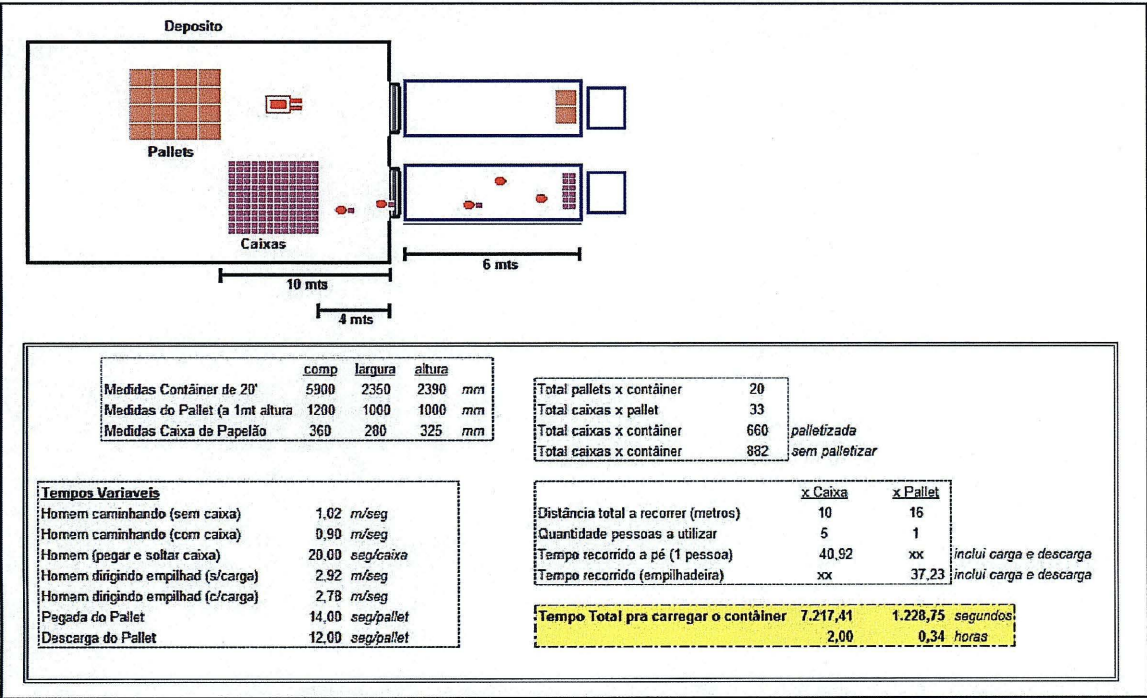 Deposito
Pallets
Caixas
6 mts
10 mts
4 mts
comp largura altura
Medidas Contâiner de 20' 5900 2350 2390 mm
Medidas do Pallet (a 1mt altura 1200 1000 1000 mm
Medidas Caixa de Papelão 360 280 325 mm
Total pallets x contâiner 20
Total caixas x pallet 33
Total caixas x contâiner 660 palletizada
Total caixas x contâiner 882 sem palletizar
Tempos Variaveis
Homem caminhando (sem caixa) 1,02 m/seg
Homem caminhando (com caixa) 0,90 m/seg
Homem (pegar e soltar caixa) 20,00 seg/caixa
Homem dirigindo empilhad (s/carga) 2,92 m/seg
Homem dirigindo empilhad (c/carga) 2,78 m/seg
Pegada do Pallet 14,00 seg/pallet
Descarga do Pallet 12,00 seg/pallet
x Caixa x Pallet
Distância total a recorrer (metros) 10 16
Quantidade pessoas a utilizar 5 1
Tempo recorrido a pé (1 pessoa) 40,92 xx inclui carga e descarga
Tempo recorrido (empilhadeira) xx 37,23 inclui carga e descarga
Tempo Total pra carregar o contâiner 7.217,41 1.228,75 segundos
2,00 0,34 horas